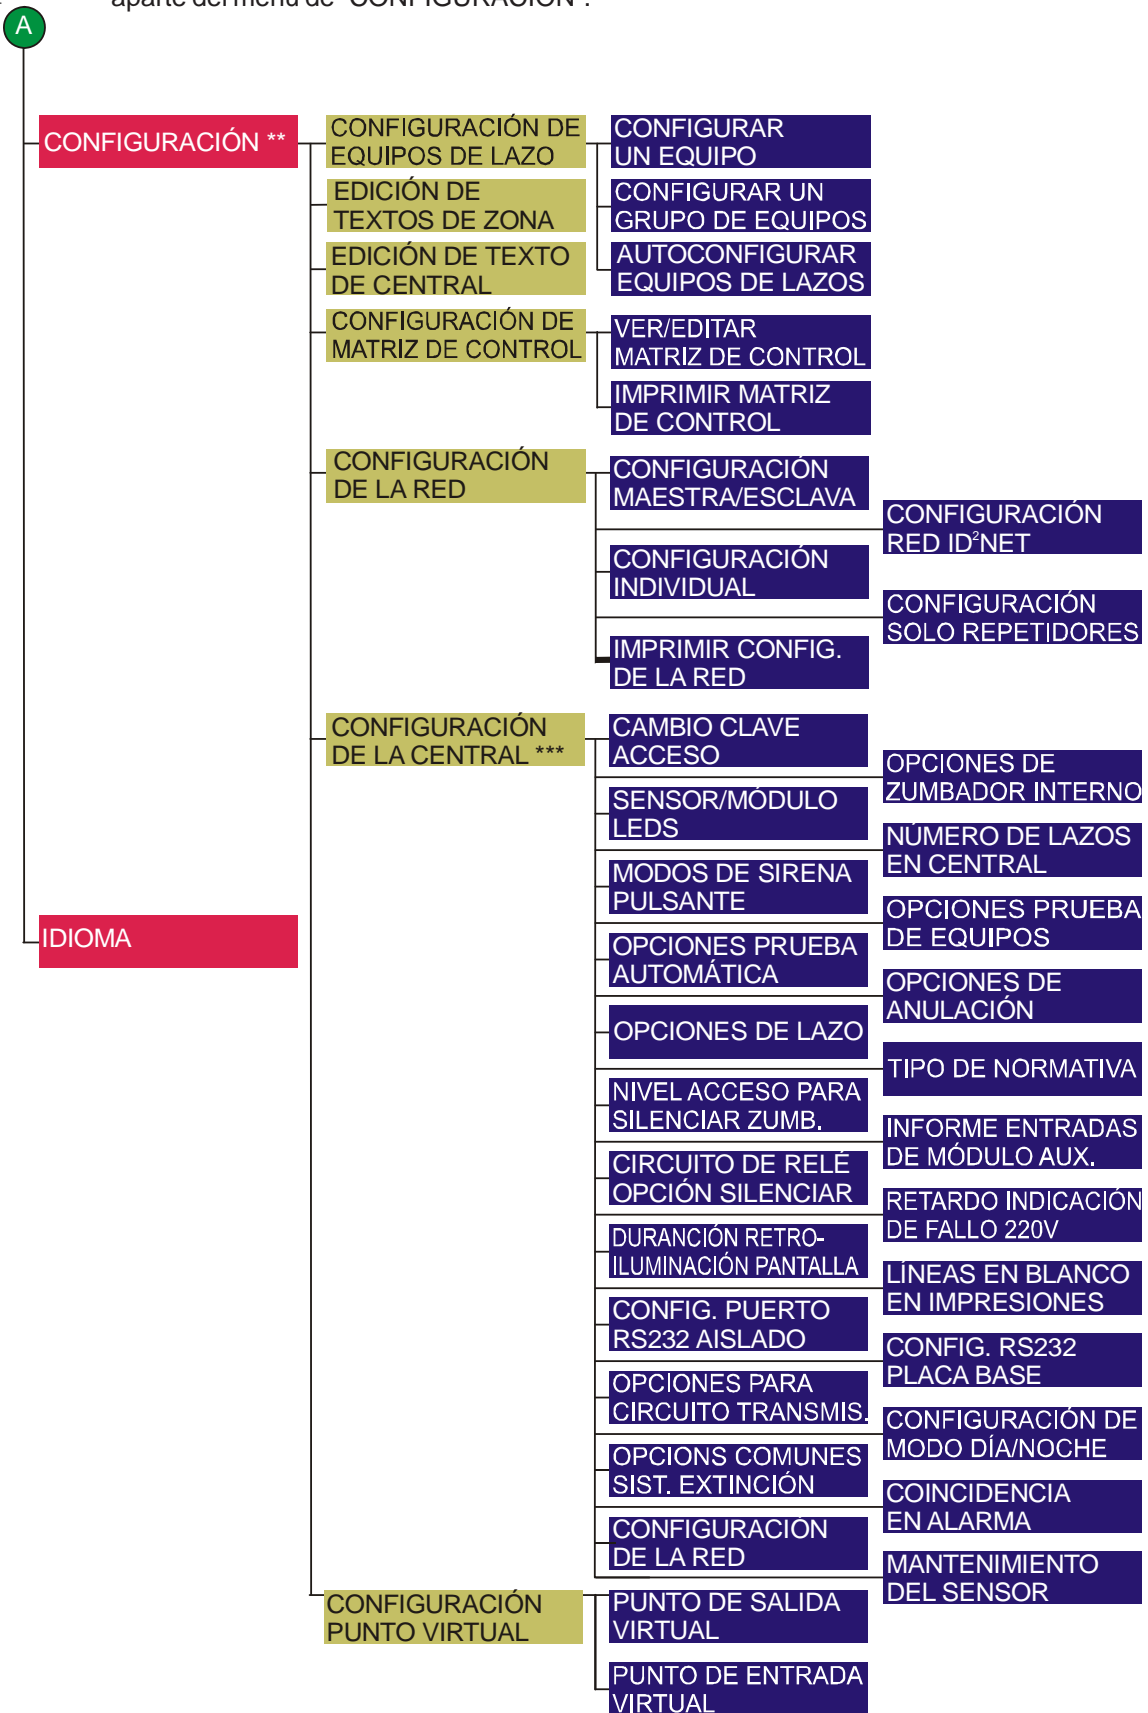 aparte del menú de "CONFIGURACIÓN".
A
CONFIGURACIÓN **
CONFIGURACIÓN DE
EQUIPOS DE LAZO
CONFIGURAR
UN EQUIPO
CONFIGURAR UN
GRUPO DE EQUIPOS
AUTOCONFIGURAR
EQUIPOS DE LAZOS
EDICIÓN DE
TEXTOS DE ZONA
EDICIÓN DE TEXTO
DE CENTRAL
CONFIGURACIÓN DE
MATRIZ DE CONTROL
VER/EDITAR
MATRIZ DE CONTROL
IMPRIMIR MATRIZ
DE CONTROL
CONFIGURACIÓN
DE LA RED
CONFIGURACIÓN
MAESTRA/ESCLAVA
CONFIGURACIÓN
RED ID²NET
CONFIGURACIÓN
INDIVIDUAL
CONFIGURACIÓN
SOLO REPETIDORES
IMPRIMIR CONFIG.
DE LA RED
CONFIGURACIÓN
DE LA CENTRAL ***
CAMBIO CLAVE
ACCESO
OPCIONES DE
ZUMBADOR INTERNO
SENSOR/MÓDULO
LEDS
NÚMERO DE LAZOS
EN CENTRAL
MODOS DE SIRENA
PULSANTE
OPCIONES PRUEBA
DE EQUIPOS
OPCIONES PRUEBA
AUTOMÁTICA
OPCIONES DE
ANULACIÓN
OPCIONES DE LAZO
TIPO DE NORMATIVA
NIVEL ACCESO PARA
SILENCIAR ZUMB.
INFORME ENTRADAS
DE MÓDULO AUX.
CIRCUITO DE RELÉ
OPCIÓN SILENCIAR
RETARDO INDICACIÓN
DE FALLO 220V
DURANCIÓN RETRO-
ILUMINACIÓN PANTALLA
LÍNEAS EN BLANCO
EN IMPRESIONES
CONFIG. PUERTO
RS232 AISLADO
CONFIG. RS232
PLACA BASE
OPCIONES PARA
CIRCUITO TRANSMIS.
CONFIGURACIÓN DE
MODO DÍA/NOCHE
OPCIONS COMUNES
SIST. EXTINCIÓN
COINCIDENCIA
EN ALARMA
CONFIGURACIÓN
DE LA RED
MANTENIMIENTO
DEL SENSOR
CONFIGURACIÓN
PUNTO VIRTUAL
PUNTO DE SALIDA
VIRTUAL
PUNTO DE ENTRADA
VIRTUAL
IDIOMA